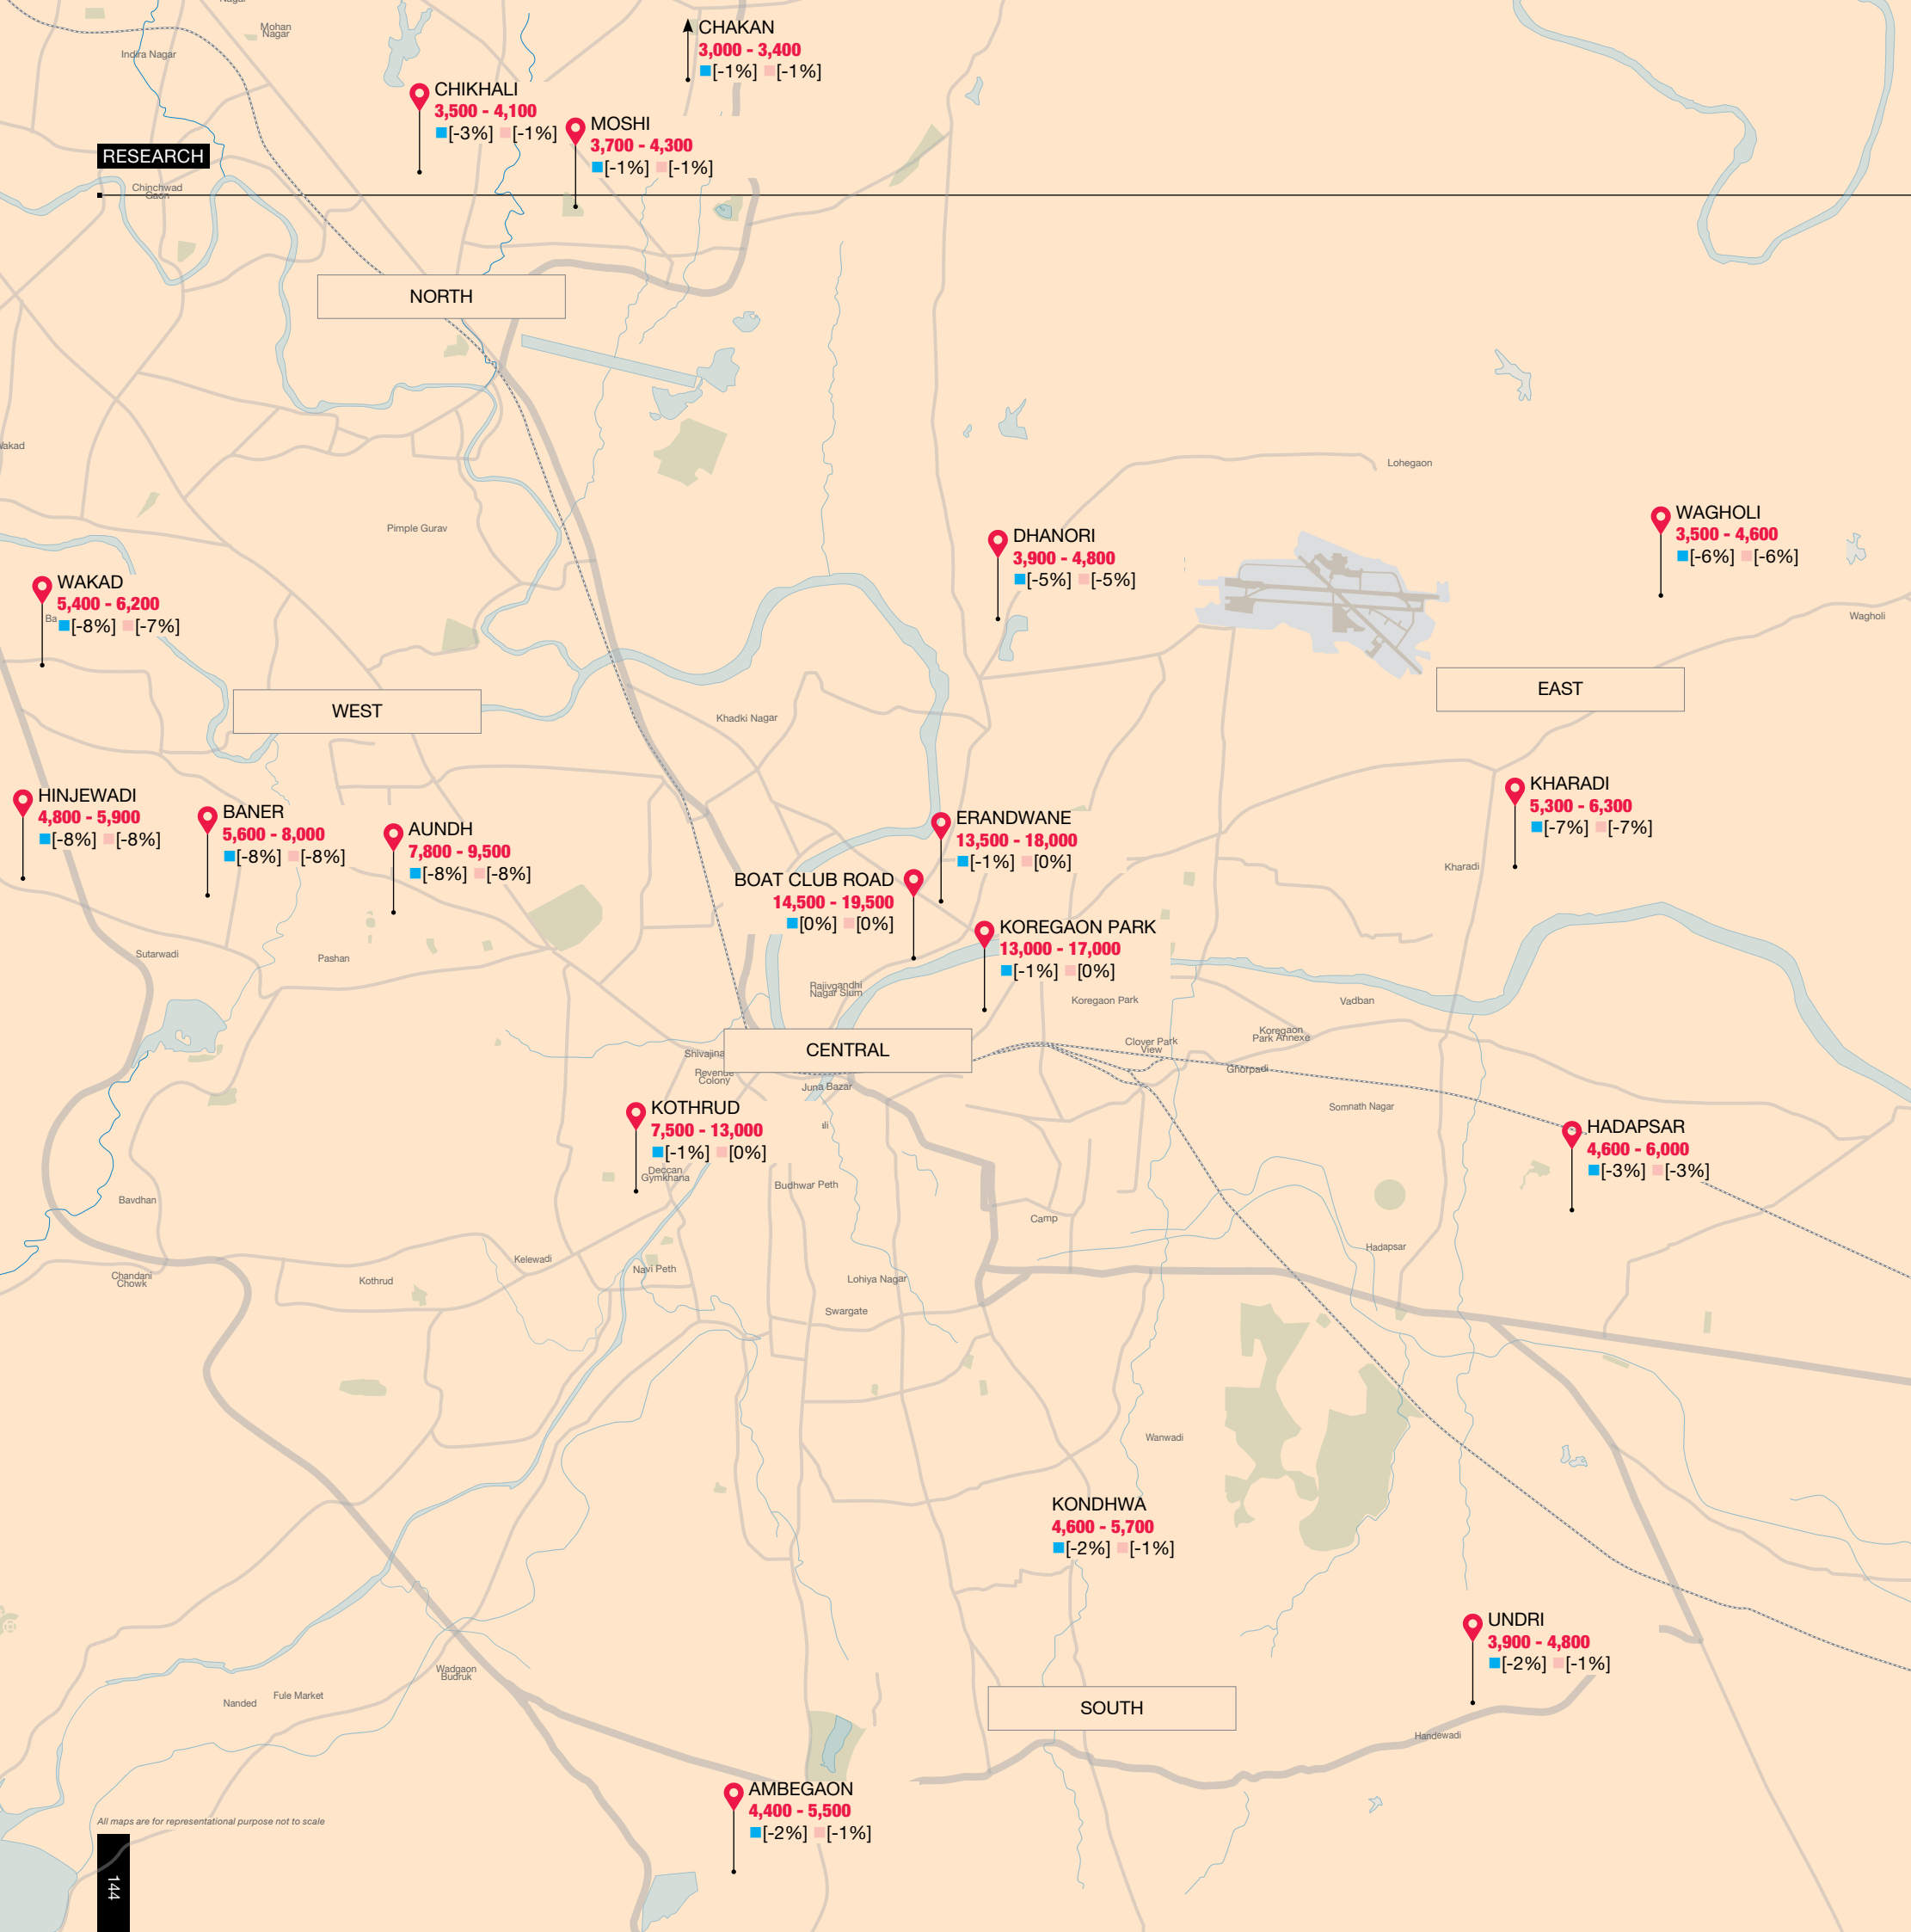 Nagar
Mohan
Nagar
Indira Nagar
CHAKAN
3,000 - 3,400
[-1%] [-1%]
CHIKHALI
3,500 - 4,100
[-3%] [-1%]
MOSHI
3,700 - 4,300
[-1%] [-1%]
RESEARCH
Chinchwad
Gaon
NORTH
Wakad
Lohegaon
Pimple Gurav
WAGHOLI
3,500 - 4,600
[-6%] [-6%]
DHANORI
3,900 - 4,800
[-5%] [-5%]
WAKAD
5,400 - 6,200
Ba
[-8%] [-7%]
Wagholi
EAST
WEST
Khadki Nagar
HINJEWADI
4,800 - 5,900
[-8%] [-8%]
BANER
5,600 - 8,000
[-8%] [-8%]
AUNDH
7,800 - 9,500
[-8%] [-8%]
KHARADI
5,300 - 6,300
[-7%] [-7%]
Kharadi
ERANDWANE
13,500 - 18,000
[-1%] [0%]
BOAT CLUB ROAD
14,500 - 19,500
[0%] [0%]
KOREGAON PARK
13,000 - 17,000
[-1%] [0%]
Sutarwadi
Pashan
Rajivgandhi
Nagar Slum
Koregaon Park
Vadban
Koregaon
Park Annexe
Clover Park
View
Ghorpadi
CENTRAL
Shivajina
Revenue
Colony
Juna Bazar
Somnath Nagar
KOTHRUD
7,500 - 13,000
[-1%] [0%]
ali
Deccan
Gymkhana
Budhwar Peth
HADAPSAR
4,600 - 6,000
[-3%] [-3%]
Bavdhan
Camp
Hadapsar
Chandani
Chowk
Kothrud
Kelewadi
Navi Peth
Lohiya Nagar
Swargate
Wanwadi
KONDHWA
4,600 - 5,700
[-2%] [-1%]
UNDRI
3,900 - 4,800
[-2%] [-1%]
Wadgaon
Budruk
Nanded
Fule Market
SOUTH
Handewadi
AMBEGAON
4,400 - 5,500
[-2%] [-1%]
All maps are for representational purpose not to scale
144